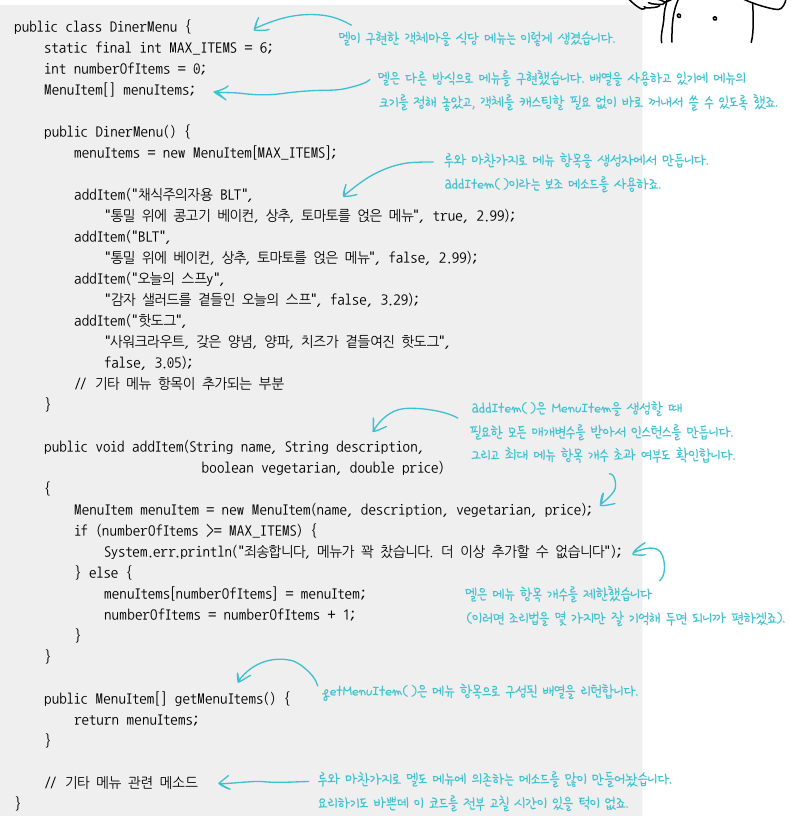 public class DinerMenu {
멜이 구현한 객체마을 식당 메뉴는 이렇게 생겼습니다.
static final int MAX_ITEMS = 6;
int numberOfItems = 0;
MenuItem[] menuItems;
멜은 다른 방식으로 메뉴를 구현했습니다. 배열을 사용하고 있기에 메뉴의
크기를 정해 놓았고, 객체를 캐스팅할 필요 없이 바로 꺼내서 쓸 수 있도록 했죠.
public DinerMenu() {
menuItems = new MenuItem[MAX_ITEMS];
루와 마찬가지로 메뉴 항목을 생성자에서 만듭니다.
addItem()이라는 보조 메소드를 사용하죠.
addItem("채식주의자용 BLT",
"통밀 위에 콩고기 베이컨, 상추, 토마토를 얹은 메뉴", true, 2.99);
addItem("BLT",
"통밀 위에 베이컨, 상추, 토마토를 얹은 메뉴", false, 2.99);
addItem("오늘의 스프y",
"감자 샐러드를 곁들인 오늘의 스프", false, 3.29);
addItem("핫도그",
"사워크라우트, 갖은 양념, 양파, 치즈가 곁들여진 핫도그",
false, 3.05);
// 기타 메뉴 항목이 추가되는 부분
}
addItem()은 MenuItem을 생성할 때
필요한 모든 매개변수를 받아서 인스턴스를 만듭니다.
그리고 최대 메뉴 항목 개수 초과 여부도 확인합니다.
public void addItem(String name, String description,
boolean vegetarian, double price)
{
MenuItem menuItem = new MenuItem(name, description, vegetarian, price);
if (numberOfItems >= MAX_ITEMS) {
System.err.println("죄송합니다, 메뉴가 꽉 찼습니다. 더 이상 추가할 수 없습니다");
} else {
menuItems[numberOfItems] = menuItem;
numberOfItems = numberOfItems + 1;
멜은 메뉴 항목 개수를 제한했습니다
(이러면 조리법을 몇 가지만 잘 기억해 두면 되니까 편하겠죠).
}
}
public MenuItem[] getMenuItems() {
getMenuItem()은 메뉴 항목으로 구성된 배열을 리턴합니다.
return menuItems;
}
// 기타 메뉴 관련 메소드
루와 마찬가지로 멜도 메뉴에 의존하는 메소드를 많이 만들어놨습니다.
요리하기도 바쁜데 이 코드를 전부 고칠 시간이 있을 턱이 없죠.
}